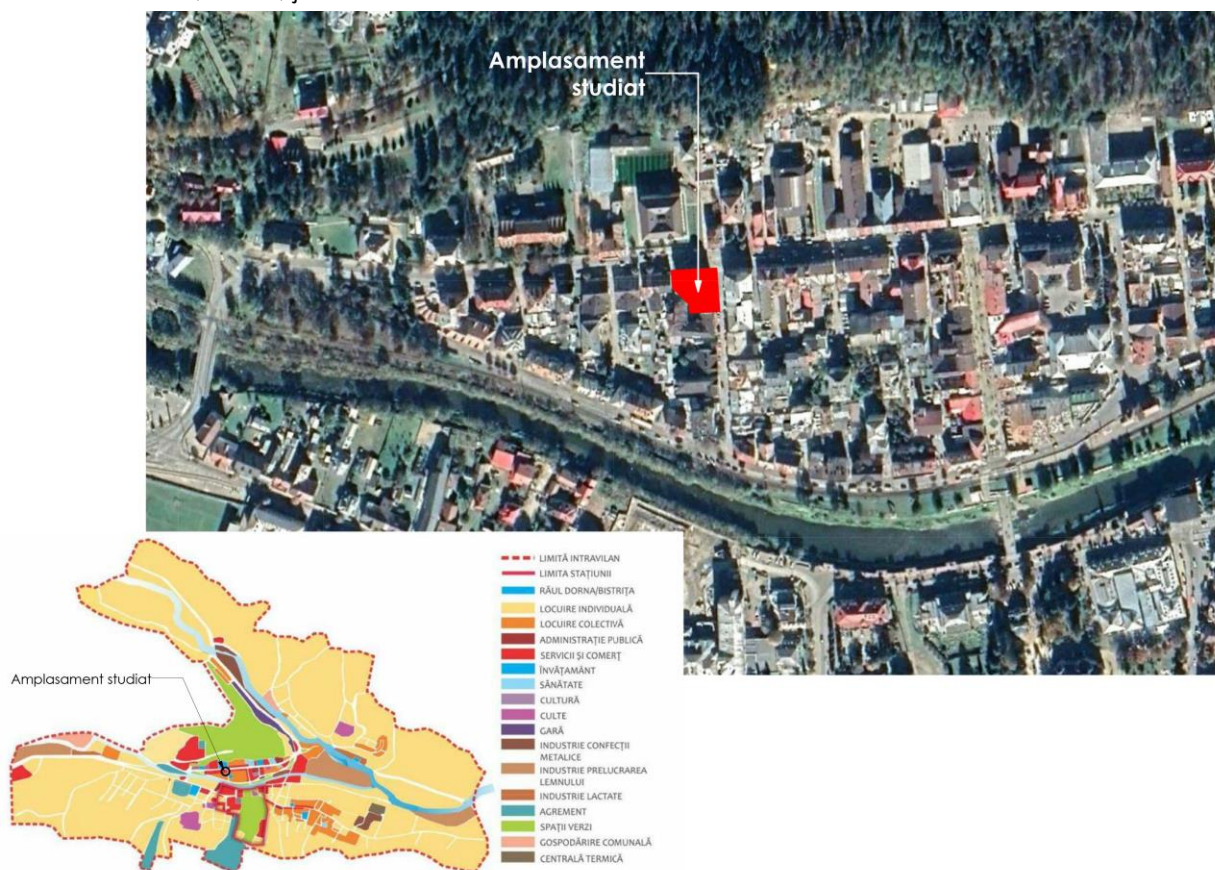 Amplasament
studiat
Amplasament studiat
LIMITĂ INTRAVILAN
LIMITA STAȚIUNII
RÂUL DORNA/BISTRIȚA
LOCUIRE INDIVIDUALĂ
LOCUIRE COLECTIVĂ
ADMINISTRAȚIE PUBLICĂ
SERVICII ȘI COMERȚ
ÎNVĂȚAMÂNT
SĂNĂTATE
CULTURĂ
CULTE
GARĂ
INDUSTRIE CONFECȚII
METALICE
INDUSTRIE PRELUCRAREA
LEMNULUI
INDUSTRIE LACTATE
AGREMENT
SPAȚII VERZI
GOSPODĂRIRE COMUNALĂ
CENTRALĂ TERMICĂ